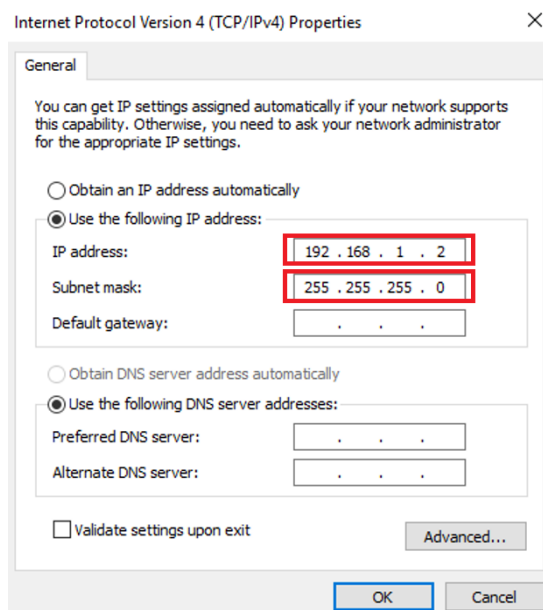 Internet Protocol Version 4 (TCP/IPv4) Properties
General
You can get IP settings assigned automatically if your network supports
this capability. Otherwise, you need to ask your network administrator
for the appropriate IP settings.
Obtain an IP address automatically
Use the following IP address:
IP address: 192 . 168 . 1 . 2
Subnet mask: 255 . 255 . 255 . 0
Default gateway: . . .
Obtain DNS server address automatically
Use the following DNS server addresses:
Preferred DNS server: . . .
Alternate DNS server: . . .
Validate settings upon exit
Advanced...
OK Cancel